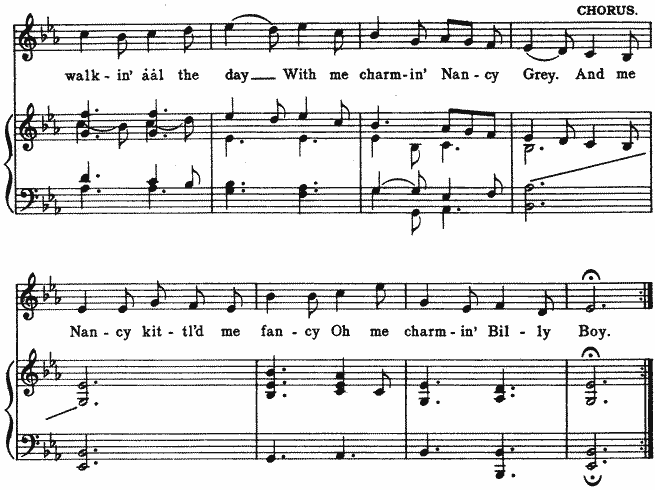 CHORUS.
walk-in' áàl the day— With me charm-in' Nan-cy Grey. And me
Nan-cy kit-tl'd me fan-cy Oh me charm-in' Bil-ly Boy.